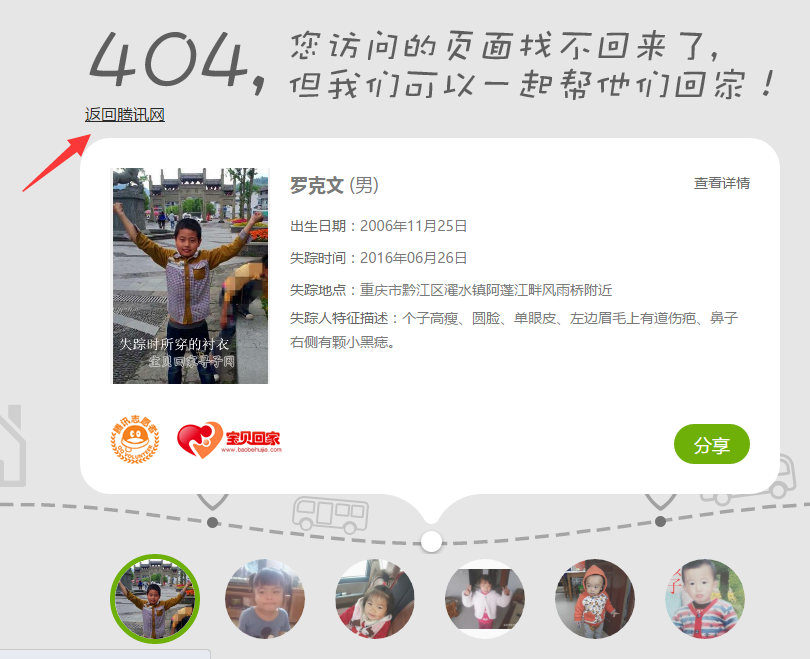 404,
您访问的页面找不回来了,
但我们可以一起帮他们回家!
返回腾讯网
罗克文 (男)
查看详情
出生日期：2006年11月25日
失踪时间：2016年06月26日
失踪地点：重庆市黔江区濯水镇阿蓬江畔风雨桥附近
失踪人特征描述：个子高瘦、圆脸、单眼皮、左边眉毛上有道伤疤、鼻子
右侧有颗小黑痣。
失踪时所穿的衬衣
宝贝回家寻子网
腾讯志愿者
QQ VOLUNTEER
宝贝回家
www.baobeihuijia.com
分享